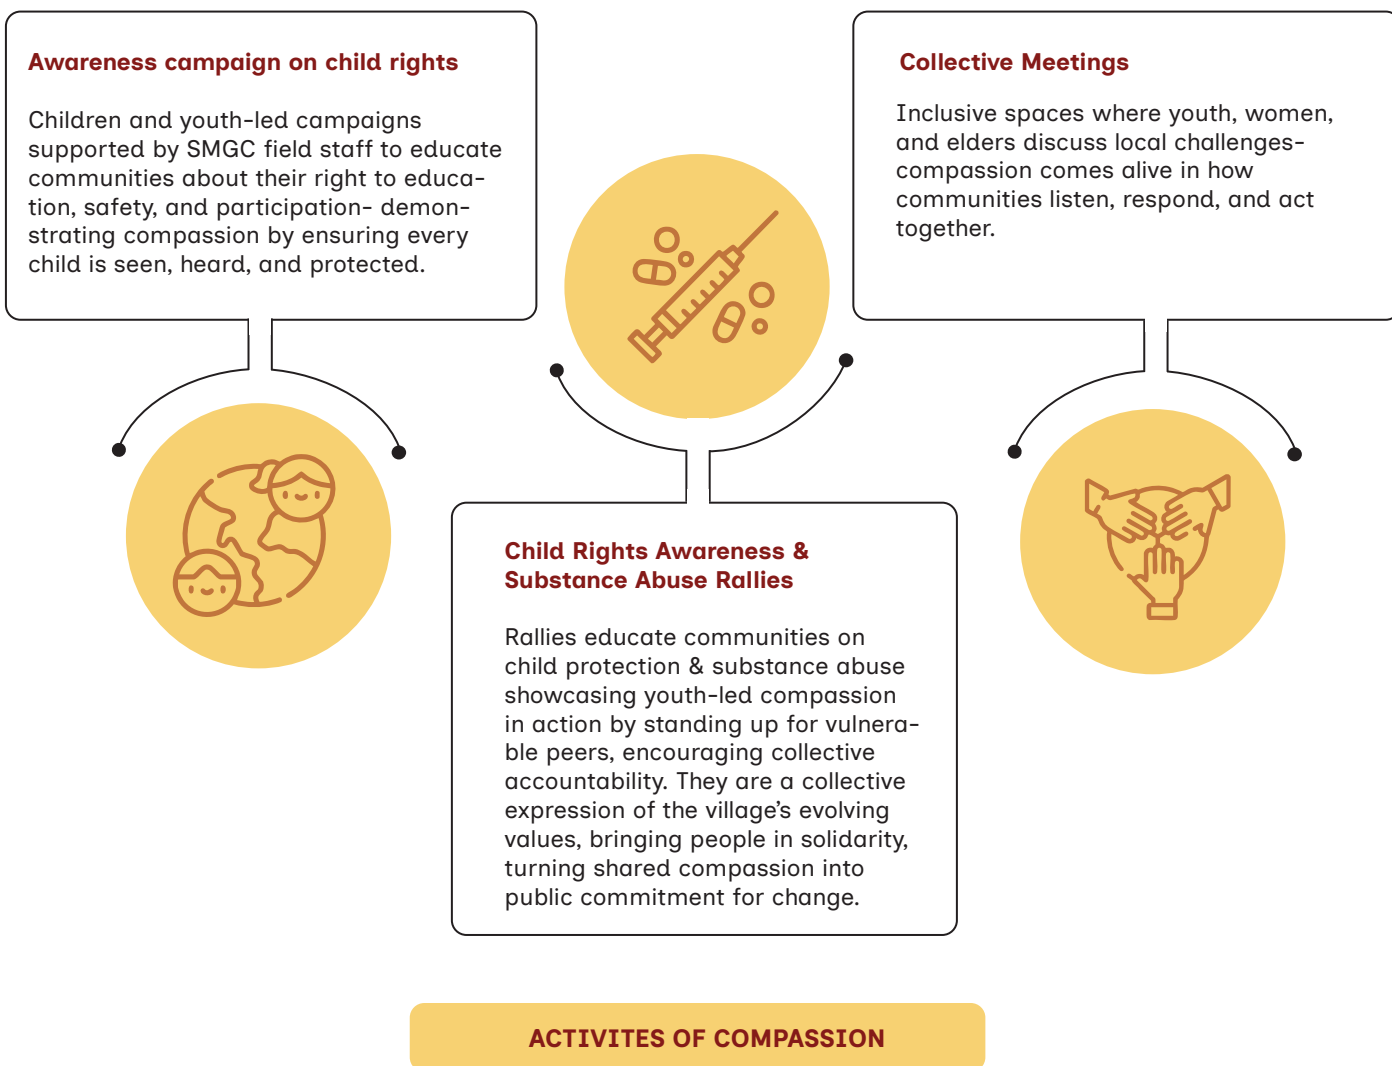 Awareness campaign on child rights
Children and youth-led campaigns
supported by SMGC field staff to educate
communities about their right to educa-
tion, safety, and participation- demon-
strating compassion by ensuring every
child is seen, heard, and protected.
Collective Meetings
Inclusive spaces where youth, women,
and elders discuss local challenges-
compassion comes alive in how
communities listen, respond, and act
together.
Child Rights Awareness &
Substance Abuse Rallies
Rallies educate communities on
child protection & substance abuse
showcasing youth-led compassion
in action by standing up for vulnera-
ble peers, encouraging collective
accountability. They are a collective
expression of the village’s evolving
values, bringing people in solidarity,
turning shared compassion into
public commitment for change.
ACTIVITES OF COMPASSION